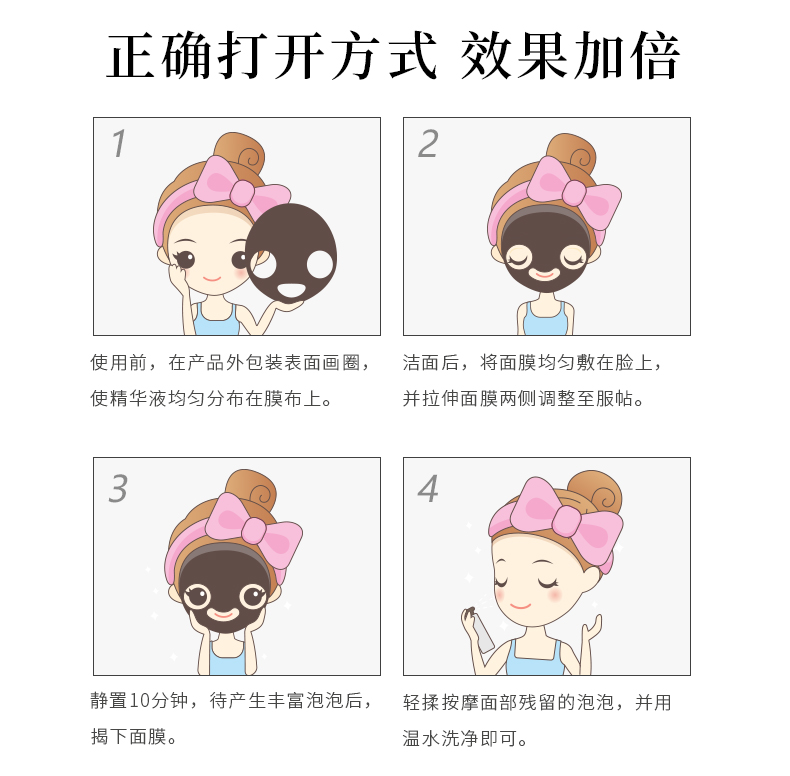 正确打开方式 效果加倍
1
2
使用前，在产品外包装表面画圈，
使精华液均匀分布在膜布上。
洁面后，将面膜均匀敷在脸上，
并拉伸面膜两侧调整至服帖。
3
4
静置10分钟，待产生丰富泡泡后，
揭下面膜。
轻揉按摩面部残留的泡泡，并用
温水洗净即可。